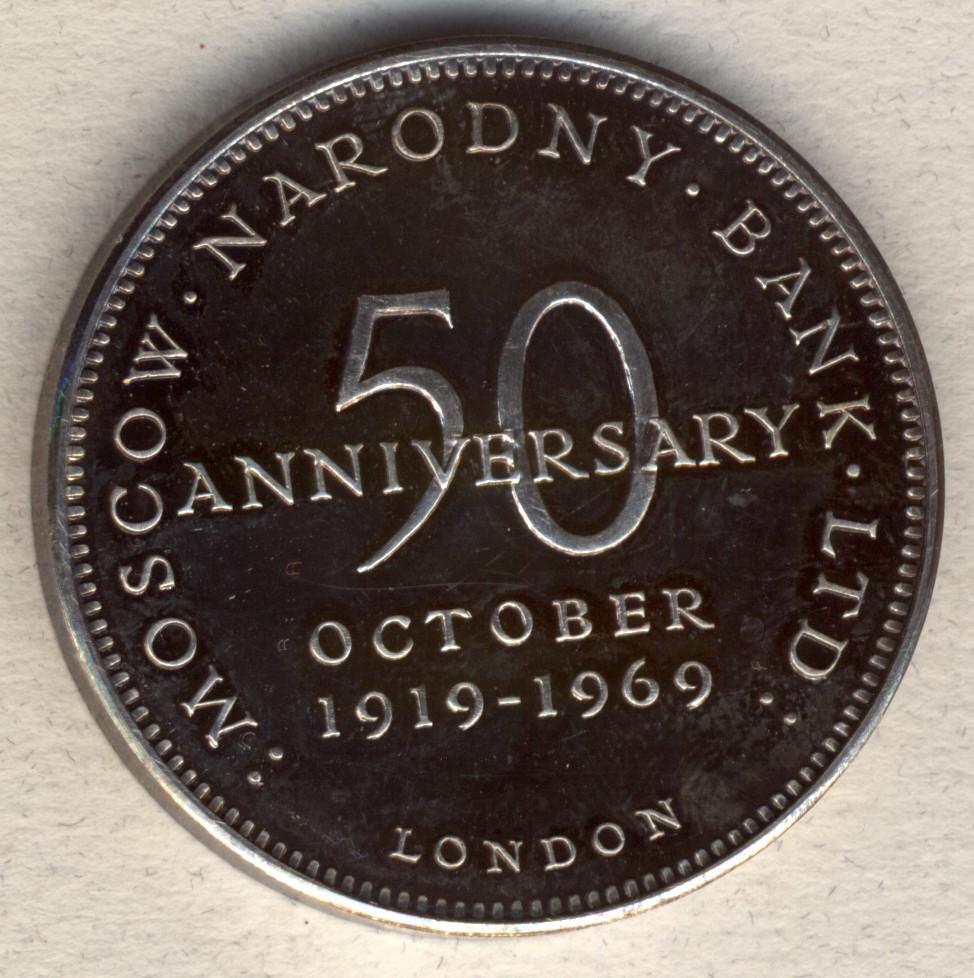 MOSCOW · NARODNY · BANK · LTD
50
ANNIVERSARY
OCTOBER
1919-1969
LONDON